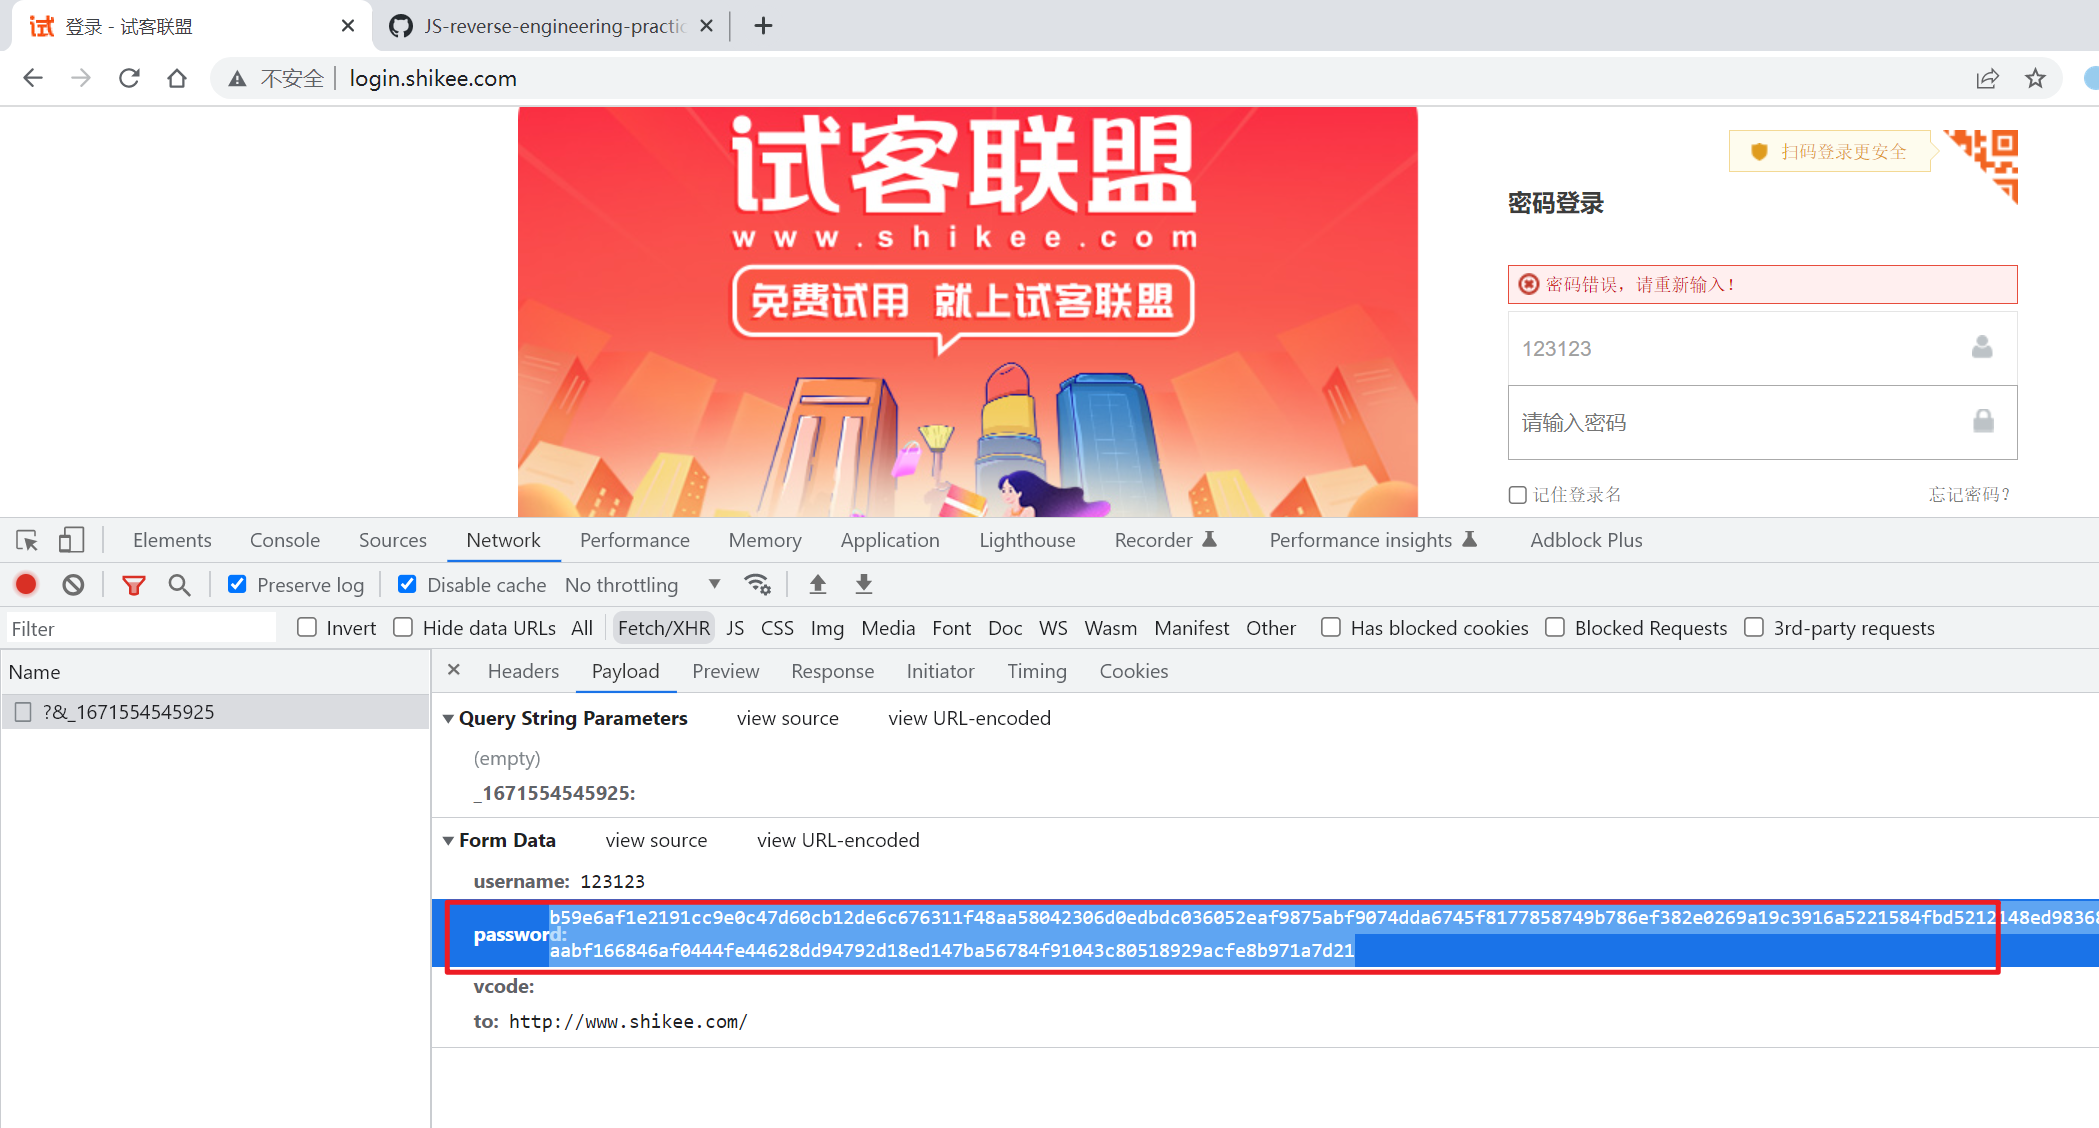 试 登录 - 试客联盟
JS-reverse-engineering-practic
不安全 login.shikee.com
试客联盟
www.shikee.com
免费试用 就上试客联盟
扫码登录更安全
密码登录
密码错误，请重新输入！
123123
请输入密码
记住登录名 忘记密码？
Elements Console Sources Network Performance Memory Application Lighthouse Recorder Performance insights Adblock Plus
Preserve log Disable cache No throttling
Filter Invert Hide data URLs All Fetch/XHR JS CSS Img Media Font Doc WS Wasm Manifest Other Has blocked cookies Blocked Requests 3rd-party requests
Name
Headers Payload Preview Response Initiator Timing Cookies
?&_1671554545925
Query String Parameters view source view URL-encoded
(empty)
_1671554545925:
Form Data view source view URL-encoded
username: 123123
password:
b59e6af1e2191cc9e0c47d60cb12de6c676311f48aa58042306d0edbdc036052eaf9875abf9074dda6745f8177858749b786ef382e0269a19c3916a5221584fbd5212148ed98368
aabf166846af0444fe44628dd94792d18ed147ba56784f91043c80518929acfe8b971a7d21
vcode:
to: http://www.shikee.com/